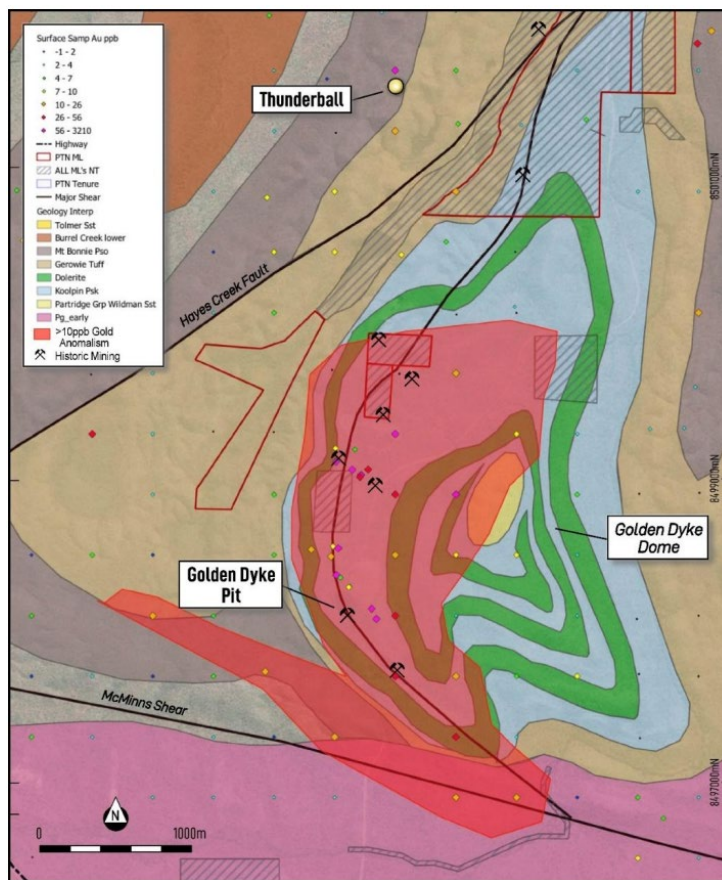 Surface Samp Au ppb
-1 - 2
2 - 4
4 - 7
7 - 10
10 - 26
26 - 56
56 - 3210
Highway
PTN ML
ALL ML's NT
PTN Tenure
Major Shear
Geology Interp
Tolmer Sst
Burrel Creek lower
Mt Bonnie Pso
Gerowie Tuff
Dolerite
Koolpin Psk
Partridge Grp Wildman Sst
Pg_early
>10ppb Gold
Anomalism
Historic Mining
Thunderball
8501000mN
Hayes Creek Fault
8499000mN
Golden Dyke
Dome
Golden Dyke
Pit
McMinns Shear
8497000mN
N
0
1000m